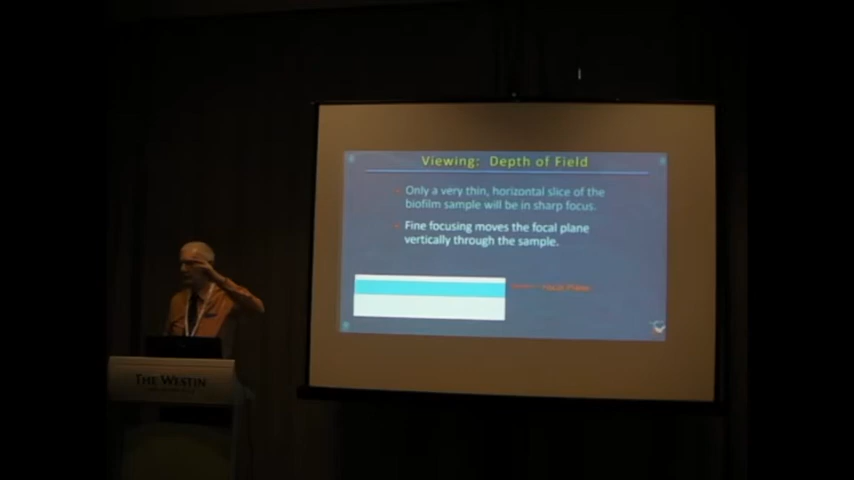 Viewing: Depth of Field
Only a very thin, horizontal slice of the
biofilm sample will be in sharp focus.
Fine focusing moves the focal plane
vertically through the sample.
Focal Plane
THE WESTIN